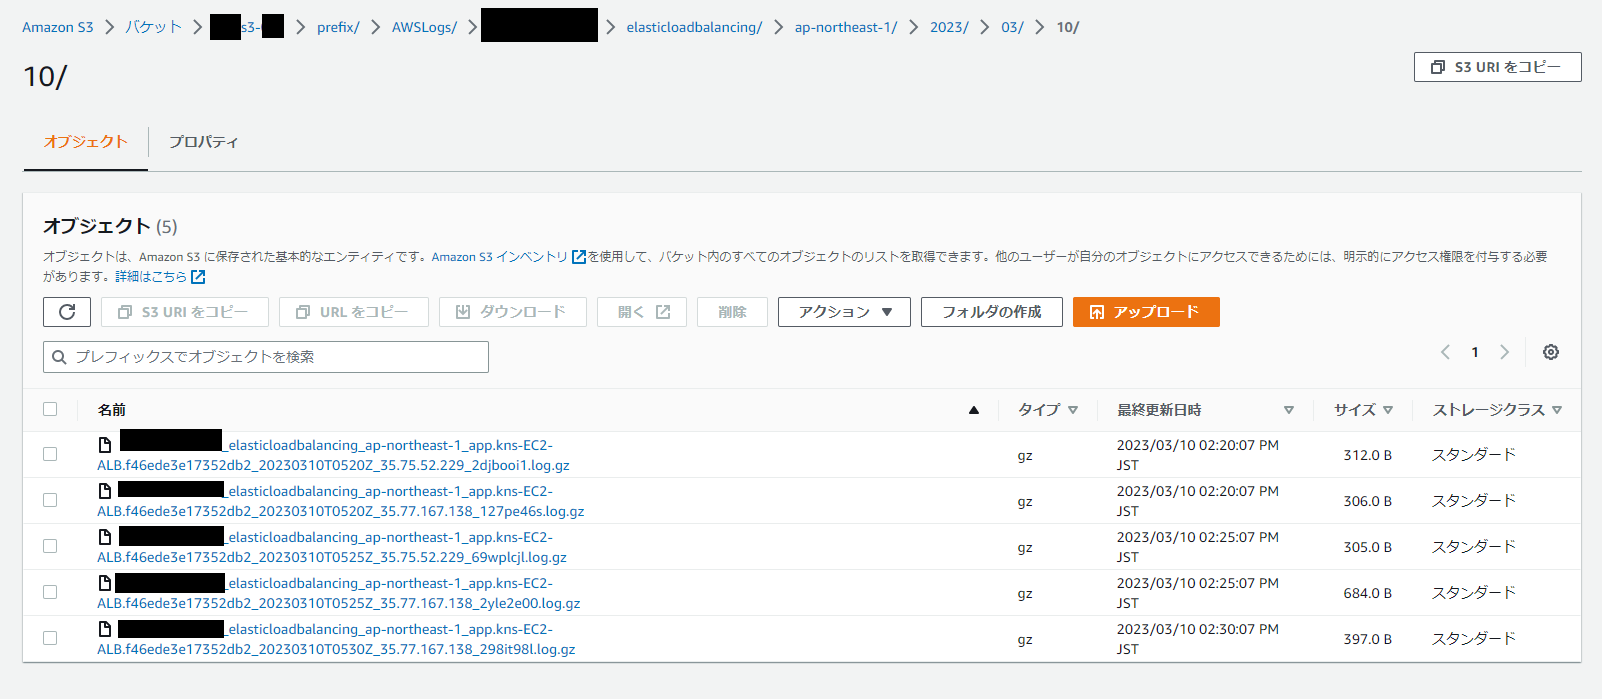 Amazon S3 > バケット > s3- > prefix/ > AWSLogs/ > > elasticloadbalancing/ > ap-northeast-1/ > 2023/ > 03/ > 10/
10/
S3 URI をコピー
オブジェクト プロパティ
オブジェクト (5)
オブジェクトは、Amazon S3 に保存された基本的なエンティティです。Amazon S3 インベントリ を使用して、バケット内のすべてのオブジェクトのリストを取得できます。他のユーザーが自分のオブジェクトにアクセスできるためには、明示的にアクセス権限を付与する必要
があります。詳細はこちら
S3 URI をコピー URL をコピー ダウンロード 開く 削除 アクション フォルダの作成 アップロード
プレフィックスでオブジェクトを検索
1
名前 タイプ 最終更新日時 サイズ ストレージクラス
_elasticloadbalancing_ap-northeast-1_app.kns-EC2-
ALB.f46ede3e17352db2_20230310T0520Z_35.75.52.229_2djbooi1.log.gz
gz
2023/03/10 02:20:07 PM
JST
312.0 B
スタンダード
_elasticloadbalancing_ap-northeast-1_app.kns-EC2-
ALB.f46ede3e17352db2_20230310T0520Z_35.77.167.138_127pe46s.log.gz
gz
2023/03/10 02:20:07 PM
JST
306.0 B
スタンダード
_elasticloadbalancing_ap-northeast-1_app.kns-EC2-
ALB.f46ede3e17352db2_20230310T0525Z_35.75.52.229_69wplcjl.log.gz
gz
2023/03/10 02:25:07 PM
JST
305.0 B
スタンダード
_elasticloadbalancing_ap-northeast-1_app.kns-EC2-
ALB.f46ede3e17352db2_20230310T0525Z_35.77.167.138_2yle2e00.log.gz
gz
2023/03/10 02:25:07 PM
JST
684.0 B
スタンダード
_elasticloadbalancing_ap-northeast-1_app.kns-EC2-
ALB.f46ede3e17352db2_20230310T0530Z_35.77.167.138_298it98l.log.gz
gz
2023/03/10 02:30:07 PM
JST
397.0 B
スタンダード